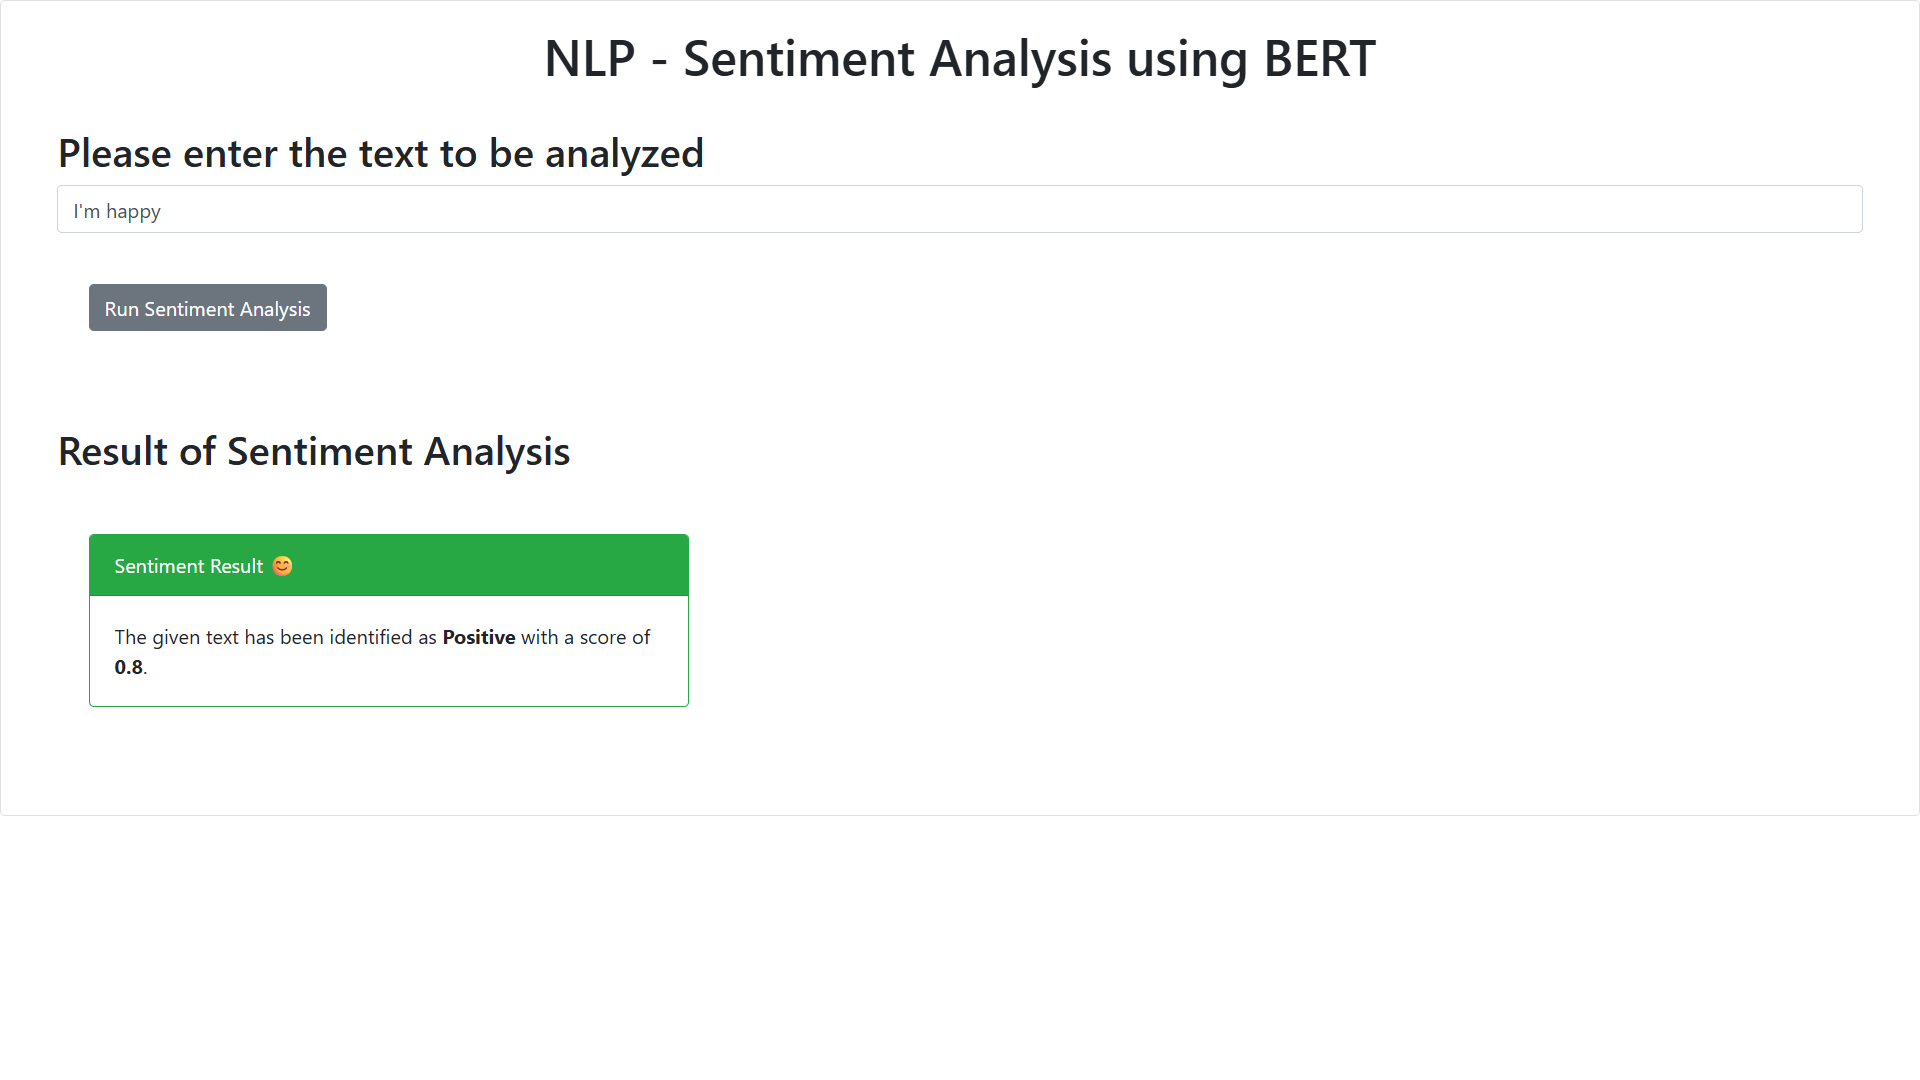 NLP - Sentiment Analysis using BERT
Please enter the text to be analyzed
I'm happy
Run Sentiment Analysis
Result of Sentiment Analysis
Sentiment Result 😊
The given text has been identified as Positive with a score of
0.8.